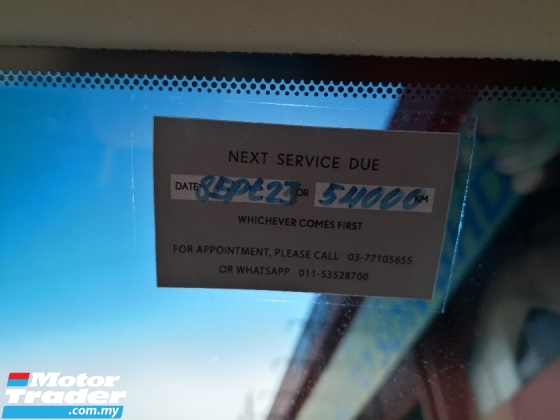 NEXT SERVICE DUE
DATE SEPt 23 OR 54000 KM
WHICHEVER COMES FIRST
FOR APPOINTMENT, PLEASE CALL 03-77105655
OR WHATSAPP 011-53528700
Motor
Trader
.com.my